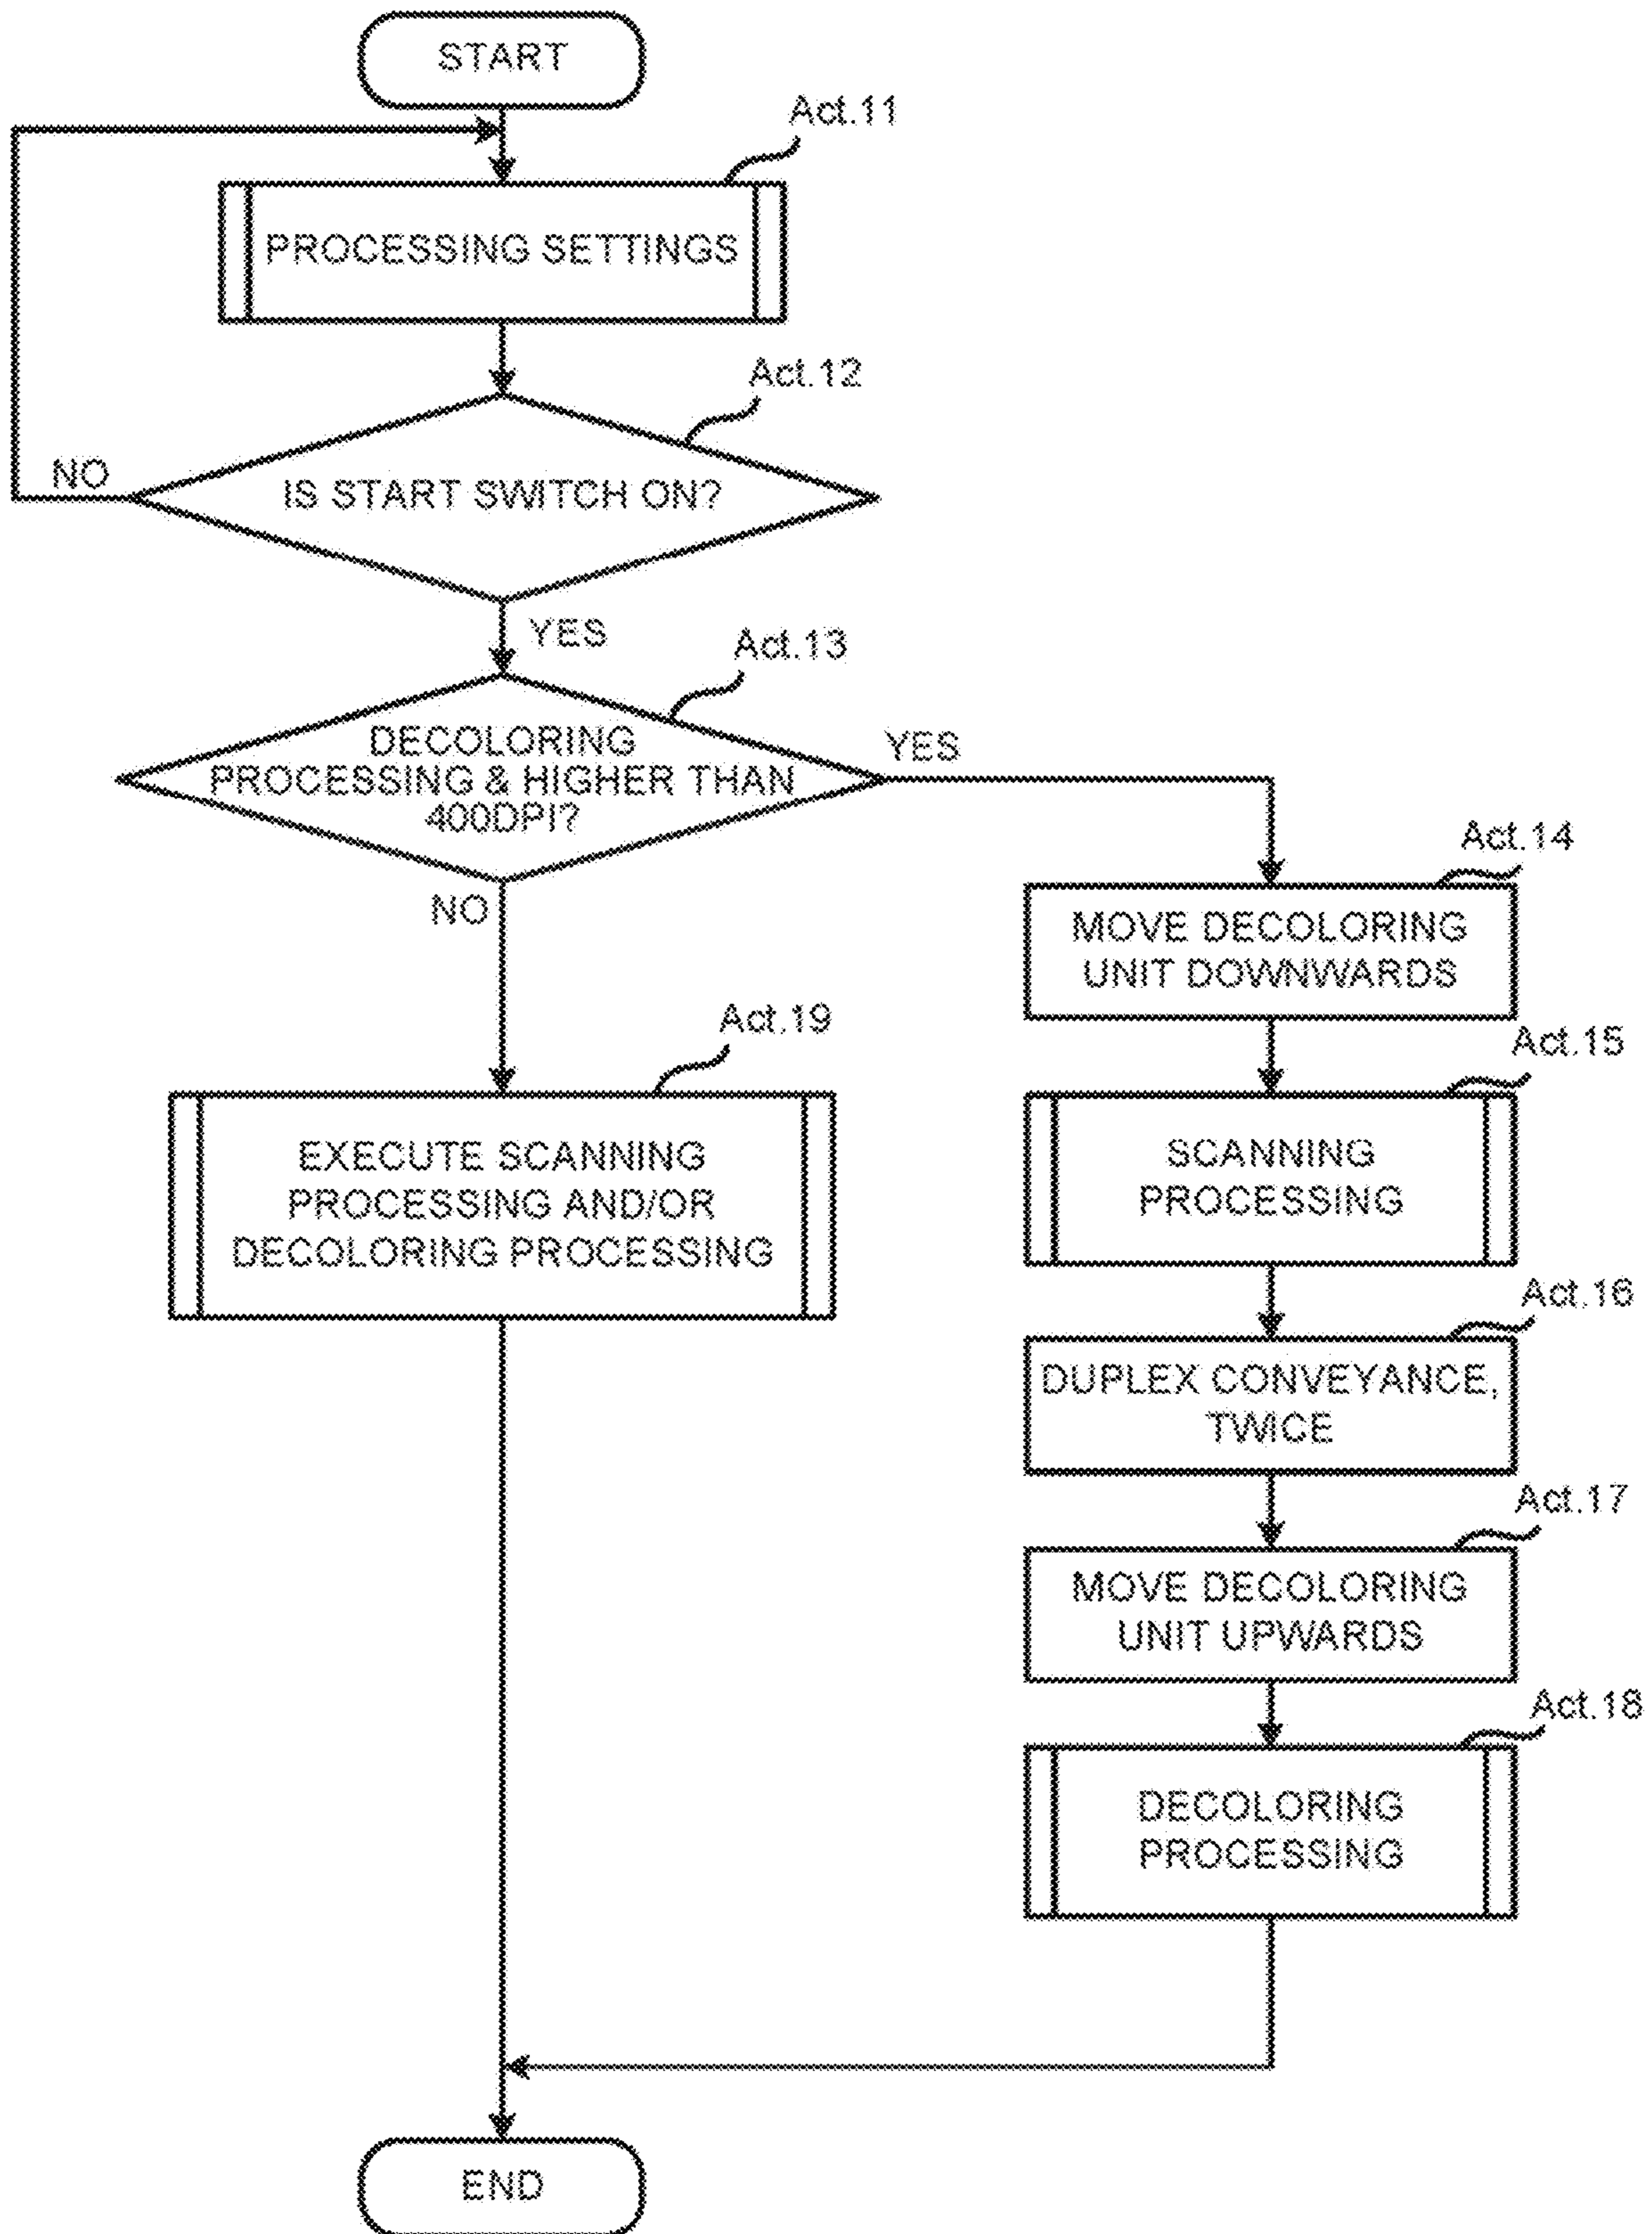 START
Act.11
PROCESSING SETTINGS
Act.12
NO
IS START SWITCH ON?
YES
Act.13
DECOLORING
PROCESSING & HIGHER THAN
400DPI?
YES
NO
Act.14
MOVE DECOLORING
UNIT DOWNWARDS
Act.15
SCANNING
PROCESSING
Act.16
DUPLEX CONVEYANCE,
TWICE
Act.17
MOVE DECOLORING
UNIT UPWARDS
Act.18
DECOLORING
PROCESSING
Act.19
EXECUTE SCANNING
PROCESSING AND/OR
DECOLORING PROCESSING
END